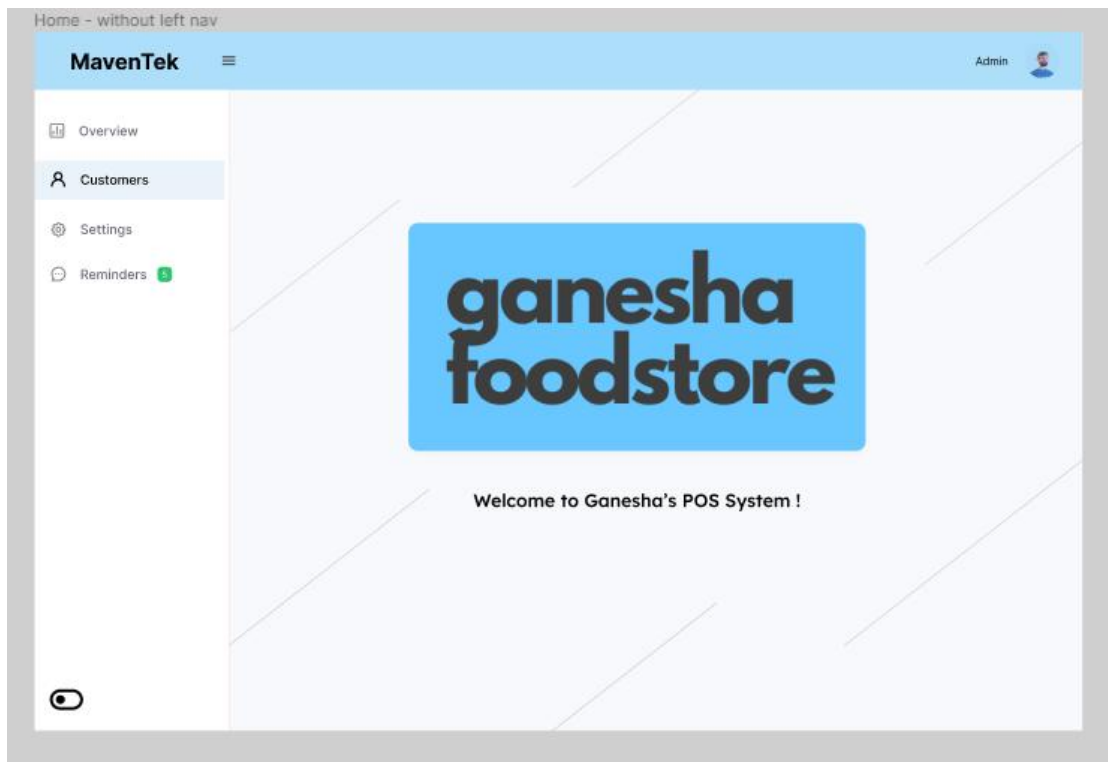 Home - without left nav
MavenTek
Admin
Overview
Customers
Settings
Reminders 5
ganesha
foodstore
Welcome to Ganesha's POS System !